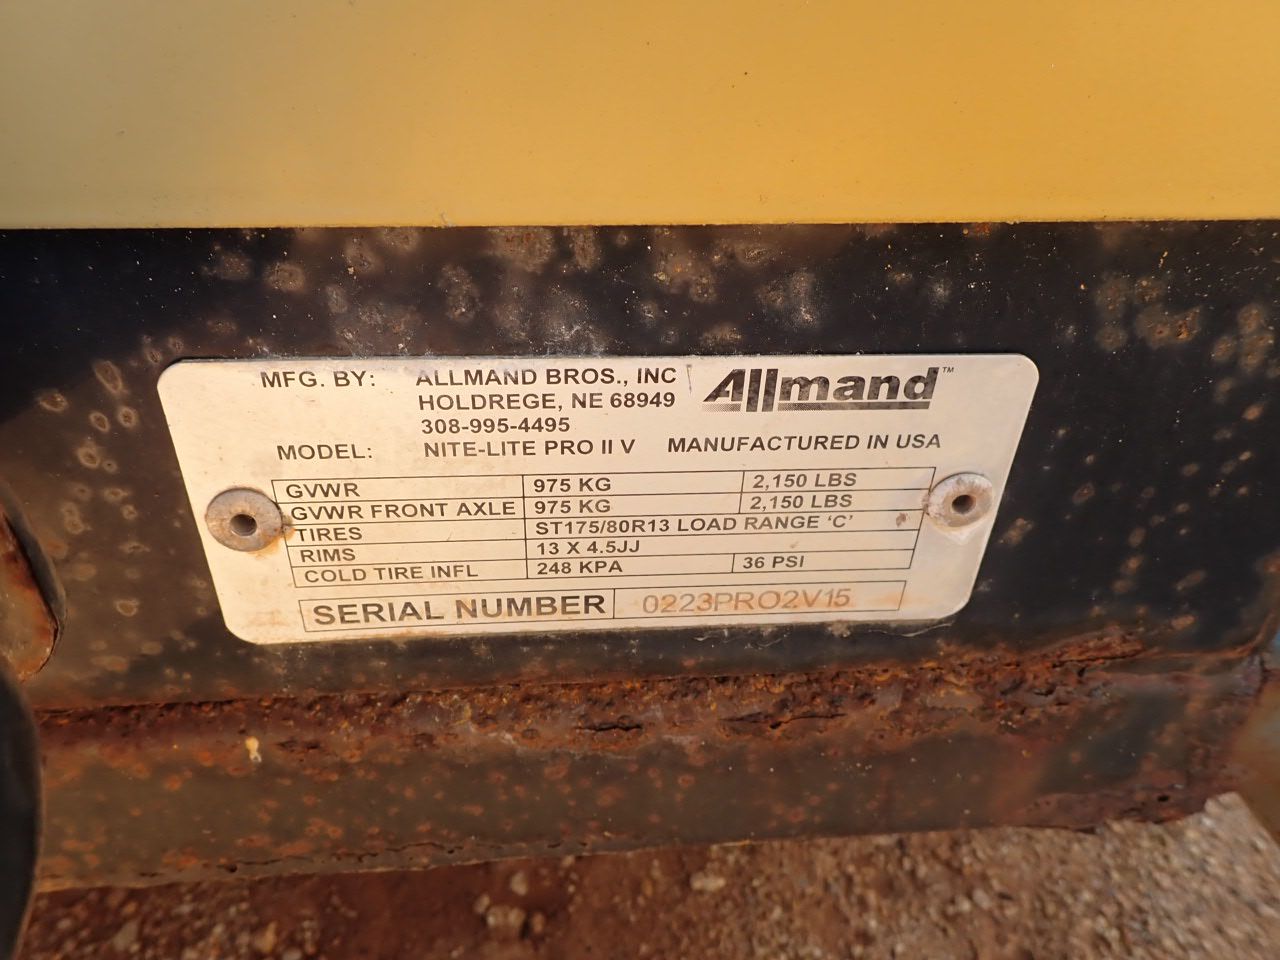 MFG. BY: ALLMAND BROS., INC Allmand™
HOLDREGE, NE 68949
308-995-4495
MODEL: NITE-LITE PRO II V MANUFACTURED IN USA
GVWR 975 KG 2,150 LBS
GVWR FRONT AXLE 975 KG 2,150 LBS
TIRES ST175/80R13 LOAD RANGE 'C'
RIMS 13 X 4.5JJ
COLD TIRE INFL 248 KPA 36 PSI
SERIAL NUMBER 0223PRO2V15